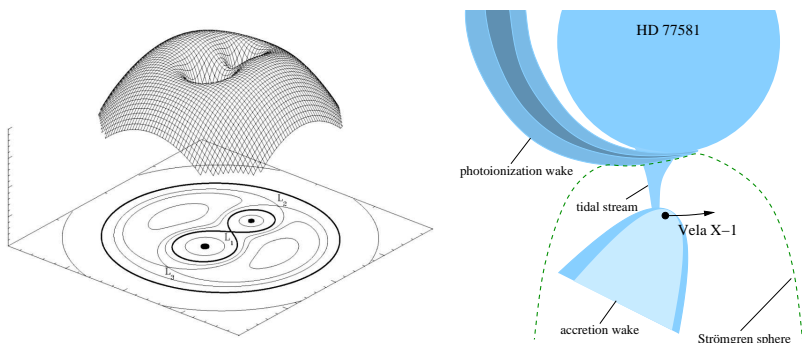 L₂
L₁
L₃
HD 77581
photoionization wake
tidal stream
Vela X–1
accretion wake
Strömgren sphere